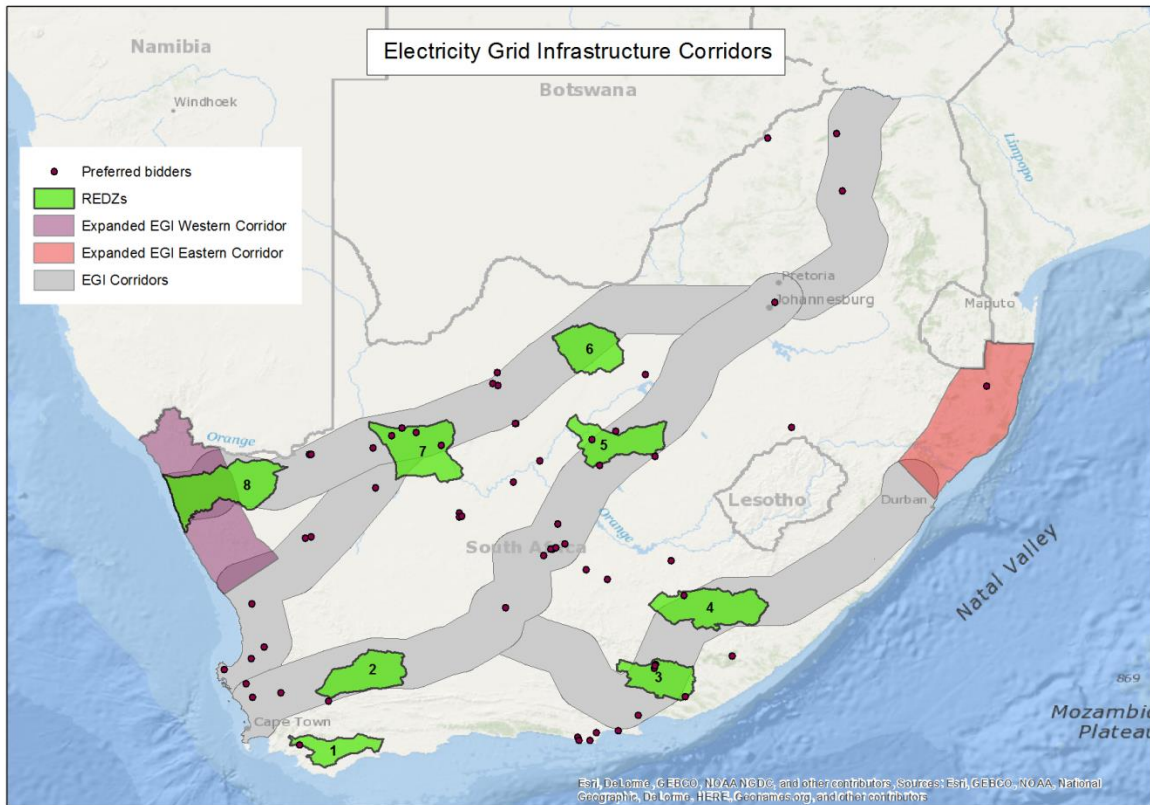 Electricity Grid Infrastructure Corridors
Namibia
Windhoek
Botswana
Limpopo
Preferred bidders
REDZs
Expanded EGI Western Corridor
Expanded EGI Eastern Corridor
EGI Corridors
Pretoria
Johannesburg
Maputo
6
Orange
7
5
8
Lesotho
Durban
Orange
South Africa
Natal Valley
4
2
3
869
Cape Town
Mozambic
Plateau
1
Esri, DeLorme, GEBCO, NOAA NGDC, and other contributors, Sources: Esri, GEBCO, NOAA, National
Geographic, DeLorme, HERE, Geonames.org, and other contributors